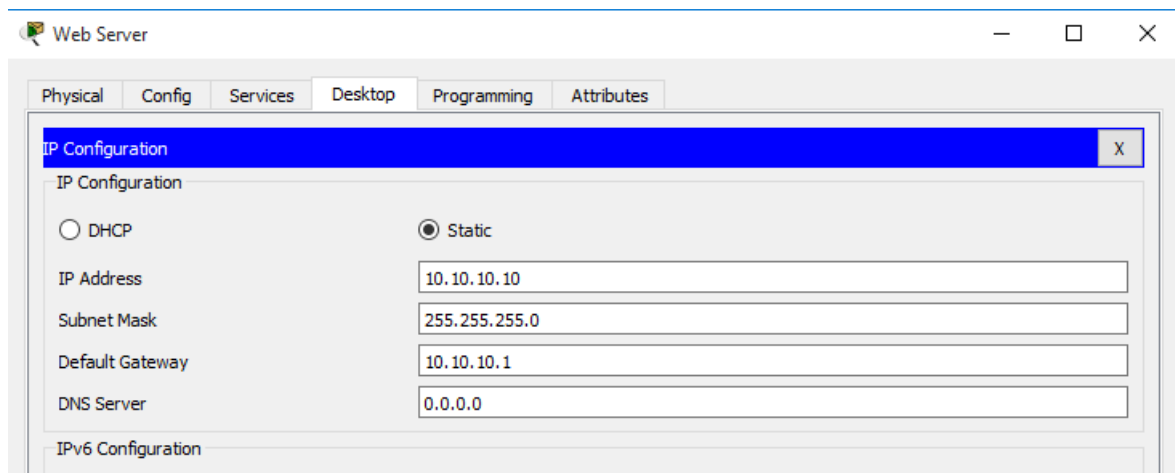 Web Server
Physical Config Services Desktop Programming Attributes
IP Configuration X
IP Configuration
DHCP Static
IP Address 10.10.10.10
Subnet Mask 255.255.255.0
Default Gateway 10.10.10.1
DNS Server 0.0.0.0
IPv6 Configuration